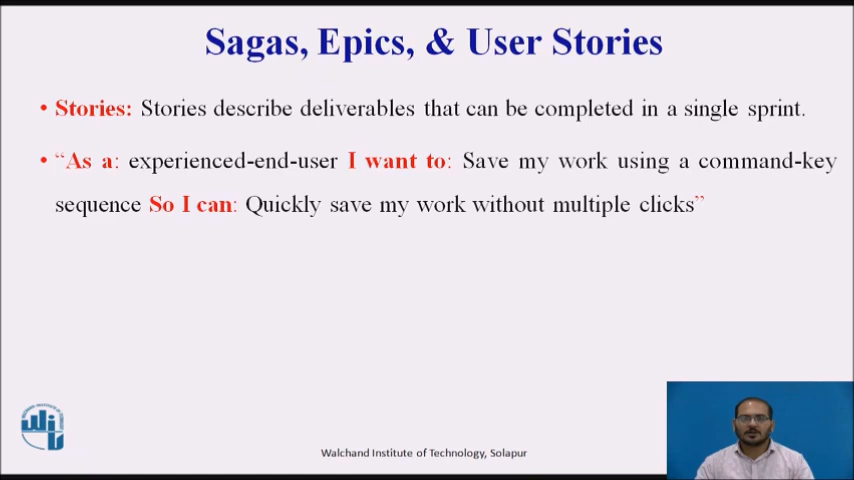 Sagas, Epics, & User Stories
• Stories: Stories describe deliverables that can be completed in a single sprint.
• “As a: experienced-end-user I want to: Save my work using a command-key
sequence So I can: Quickly save my work without multiple clicks”
Walchand Institute of Technology, Solapur